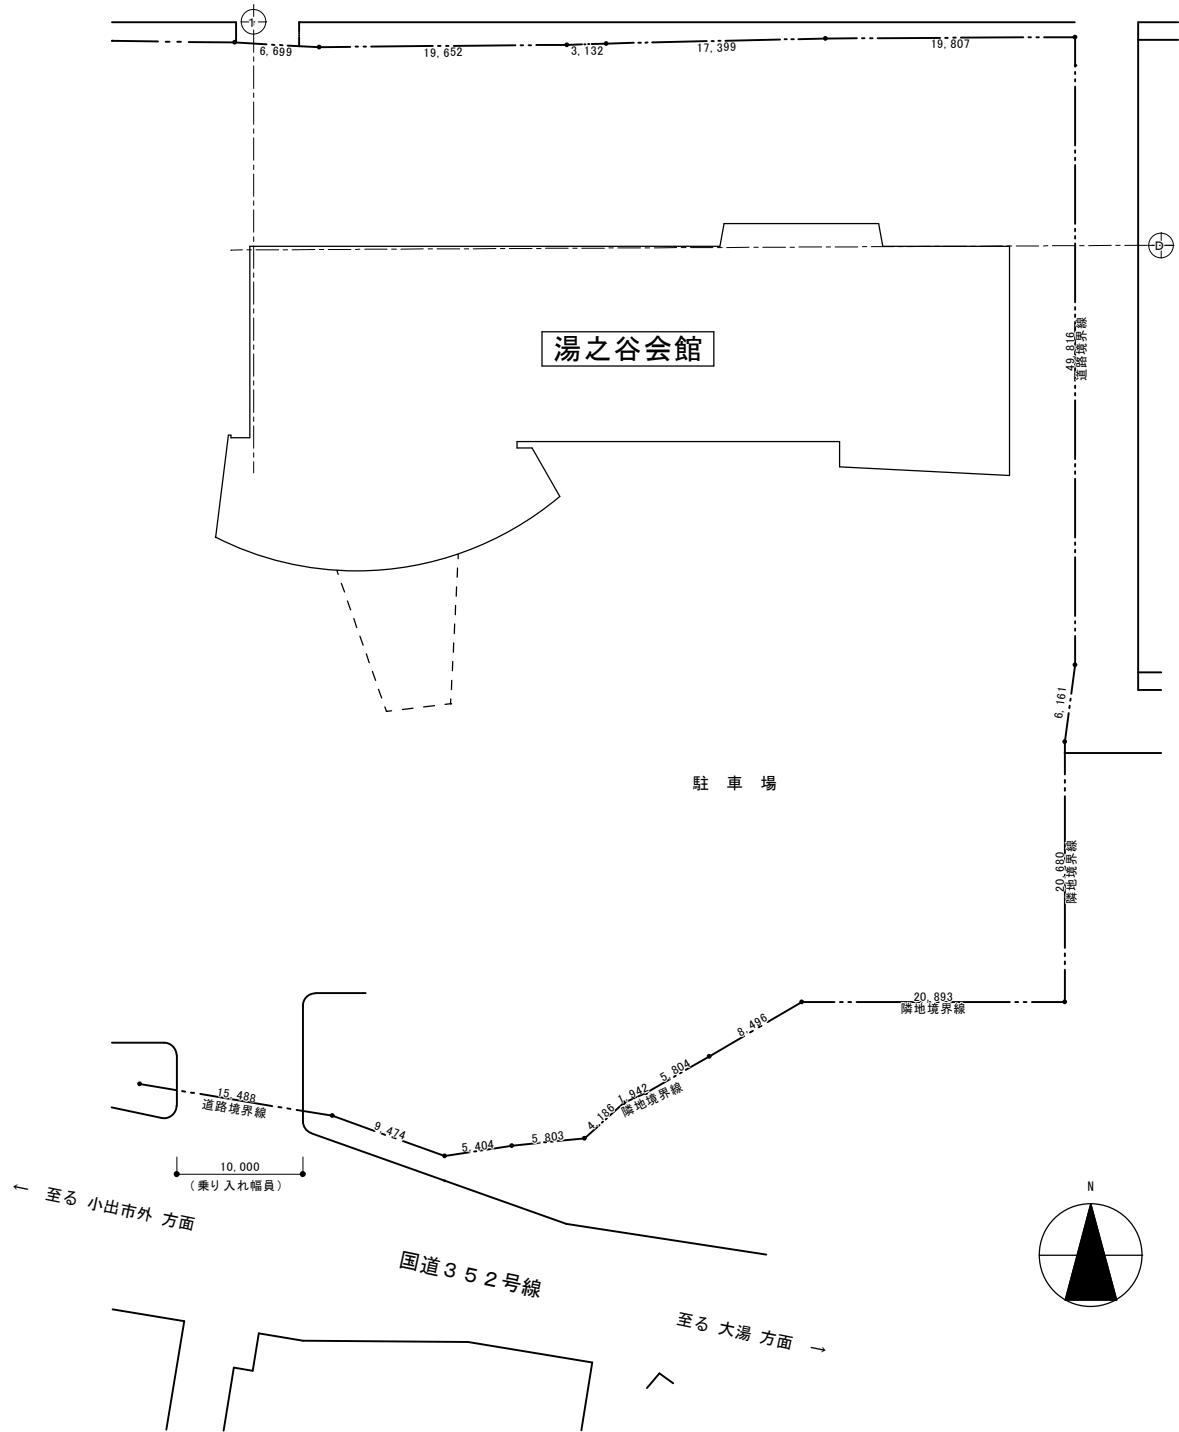 1
6,699
19,652
3,132
17,399
19,807
D
湯之谷会館
49,816
道路境界線
6,161
駐 車 場
20,680
隣地境界線
20,893
隣地境界線
8,496
5,804
1,942
隣地境界線
4,186
5,803
5,404
9,474
15,488
道路境界線
10,000
(乗り入れ幅員)
← 至る 小出市外 方面
N
国道352号線
至る 大湯 方面 →